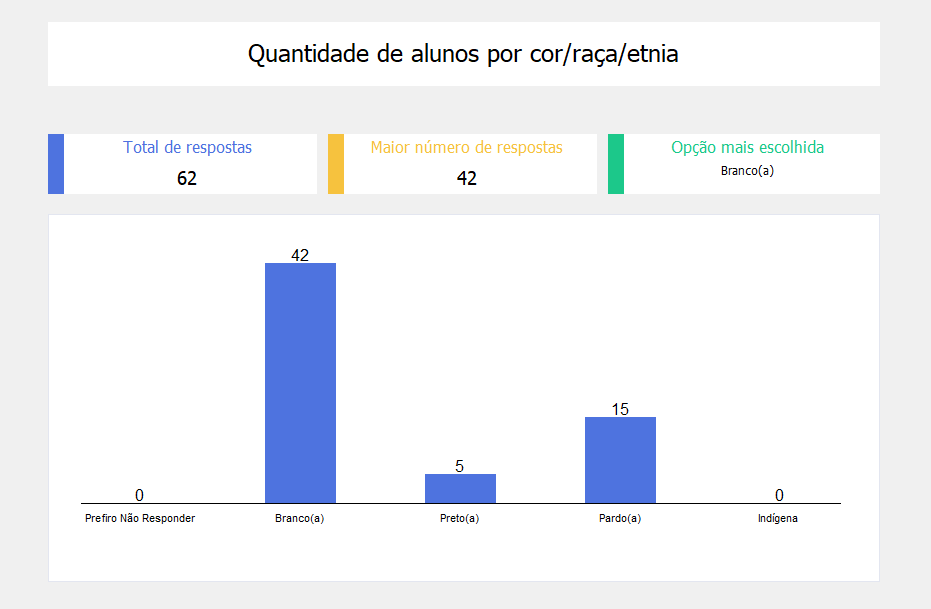 Quantidade de alunos por cor/raça/etnia
Total de respostas
62
Maior número de respostas
42
Opção mais escolhida
Branco(a)
42
15
5
0
0
Prefiro Não Responder
Branco(a)
Preto(a)
Pardo(a)
Indígena